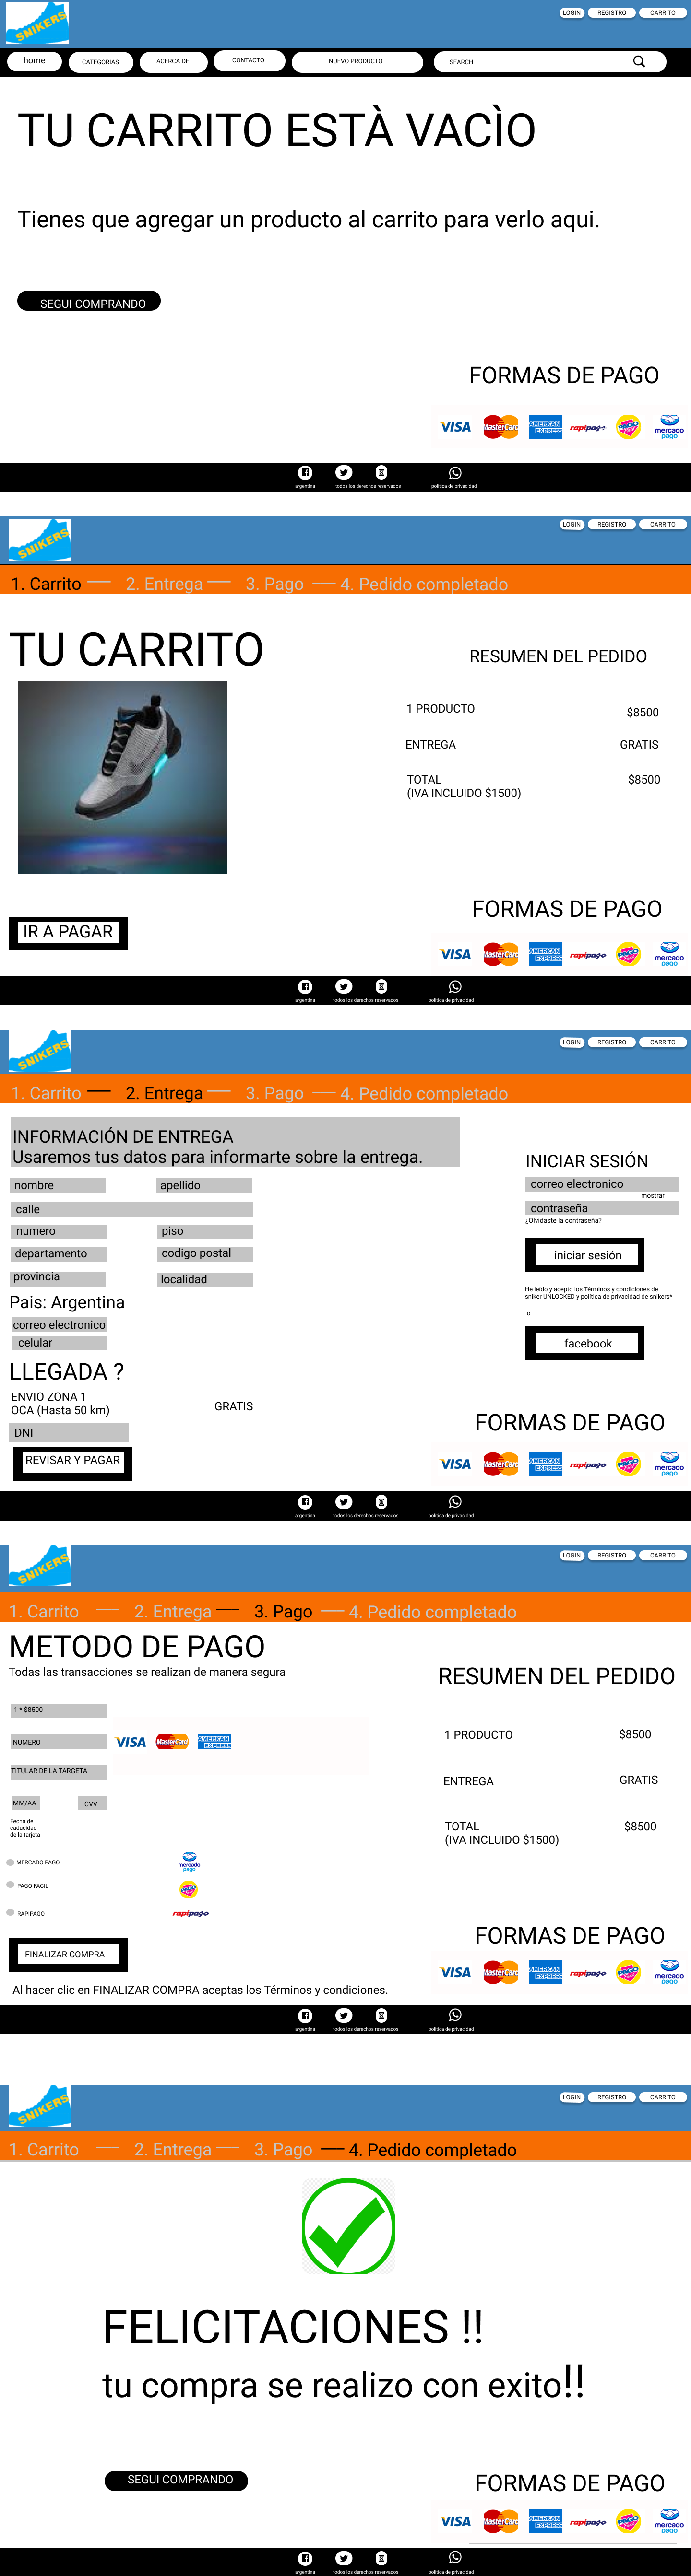 SNIKERS
LOGIN REGISTRO CARRITO
home CATEGORIAS ACERCA DE CONTACTO NUEVO PRODUCTO SEARCH
TU CARRITO ESTÀ VACÌO
Tienes que agregar un producto al carrito para verlo aqui.
SEGUI COMPRANDO
FORMAS DE PAGO
VISA MasterCard AMERICAN EXPRESS rapipago PAGO FACIL mercado pago
argentina todos los derechos reservados politica de privacidad
SNIKERS
LOGIN REGISTRO CARRITO
1. Carrito 2. Entrega 3. Pago 4. Pedido completado
TU CARRITO
RESUMEN DEL PEDIDO
1 PRODUCTO $8500
ENTREGA GRATIS
TOTAL $8500
(IVA INCLUIDO $1500)
IR A PAGAR
FORMAS DE PAGO
VISA MasterCard AMERICAN EXPRESS rapipago PAGO FACIL mercado pago
argentina todos los derechos reservados politica de privacidad
SNIKERS
LOGIN REGISTRO CARRITO
1. Carrito 2. Entrega 3. Pago 4. Pedido completado
INFORMACIÓN DE ENTREGA
Usaremos tus datos para informarte sobre la entrega.
nombre apellido
calle
numero piso
departamento codigo postal
provincia localidad
Pais: Argentina
correo electronico
celular
LLEGADA ?
ENVIO ZONA 1
OCA (Hasta 50 km) GRATIS
DNI
REVISAR Y PAGAR
INICIAR SESIÓN
correo electronico
mostrar
contraseña
¿Olvidaste la contraseña?
iniciar sesión
He leído y acepto los Términos y condiciones de
sniker UNLOCKED y política de privacidad de snikers*
o
facebook
FORMAS DE PAGO
VISA MasterCard AMERICAN EXPRESS rapipago PAGO FACIL mercado pago
argentina todos los derechos reservados politica de privacidad
SNIKERS
LOGIN REGISTRO CARRITO
1. Carrito 2. Entrega 3. Pago 4. Pedido completado
METODO DE PAGO
Todas las transacciones se realizan de manera segura
1 * $8500
NUMERO
VISA MasterCard AMERICAN EXPRESS
TITULAR DE LA TARGETA
MM/AA CVV
Fecha de
caducidad
de la tarjeta
MERCADO PAGO mercado pago
PAGO FACIL PAGO FACIL
RAPIPAGO rapipago
FINALIZAR COMPRA
Al hacer clic en FINALIZAR COMPRA aceptas los Términos y condiciones.
RESUMEN DEL PEDIDO
1 PRODUCTO $8500
ENTREGA GRATIS
TOTAL $8500
(IVA INCLUIDO $1500)
FORMAS DE PAGO
VISA MasterCard AMERICAN EXPRESS rapipago PAGO FACIL mercado pago
argentina todos los derechos reservados politica de privacidad
SNIKERS
LOGIN REGISTRO CARRITO
1. Carrito 2. Entrega 3. Pago 4. Pedido completado
FELICITACIONES !!
tu compra se realizo con exito!!
SEGUI COMPRANDO
FORMAS DE PAGO
VISA MasterCard AMERICAN EXPRESS rapipago PAGO FACIL mercado pago
argentina todos los derechos reservados politica de privacidad